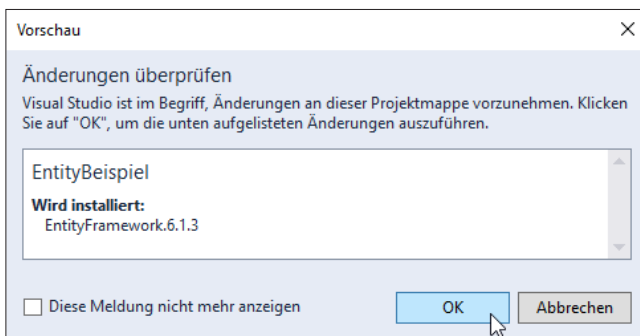 Vorschau
Änderungen überprüfen
Visual Studio ist im Begriff, Änderungen an dieser Projektmappe vorzunehmen. Klicken
Sie auf "OK", um die unten aufgelisteten Änderungen auszuführen.
EntityBeispiel
Wird installiert:
EntityFramework.6.1.3
Diese Meldung nicht mehr anzeigen
OK
Abbrechen